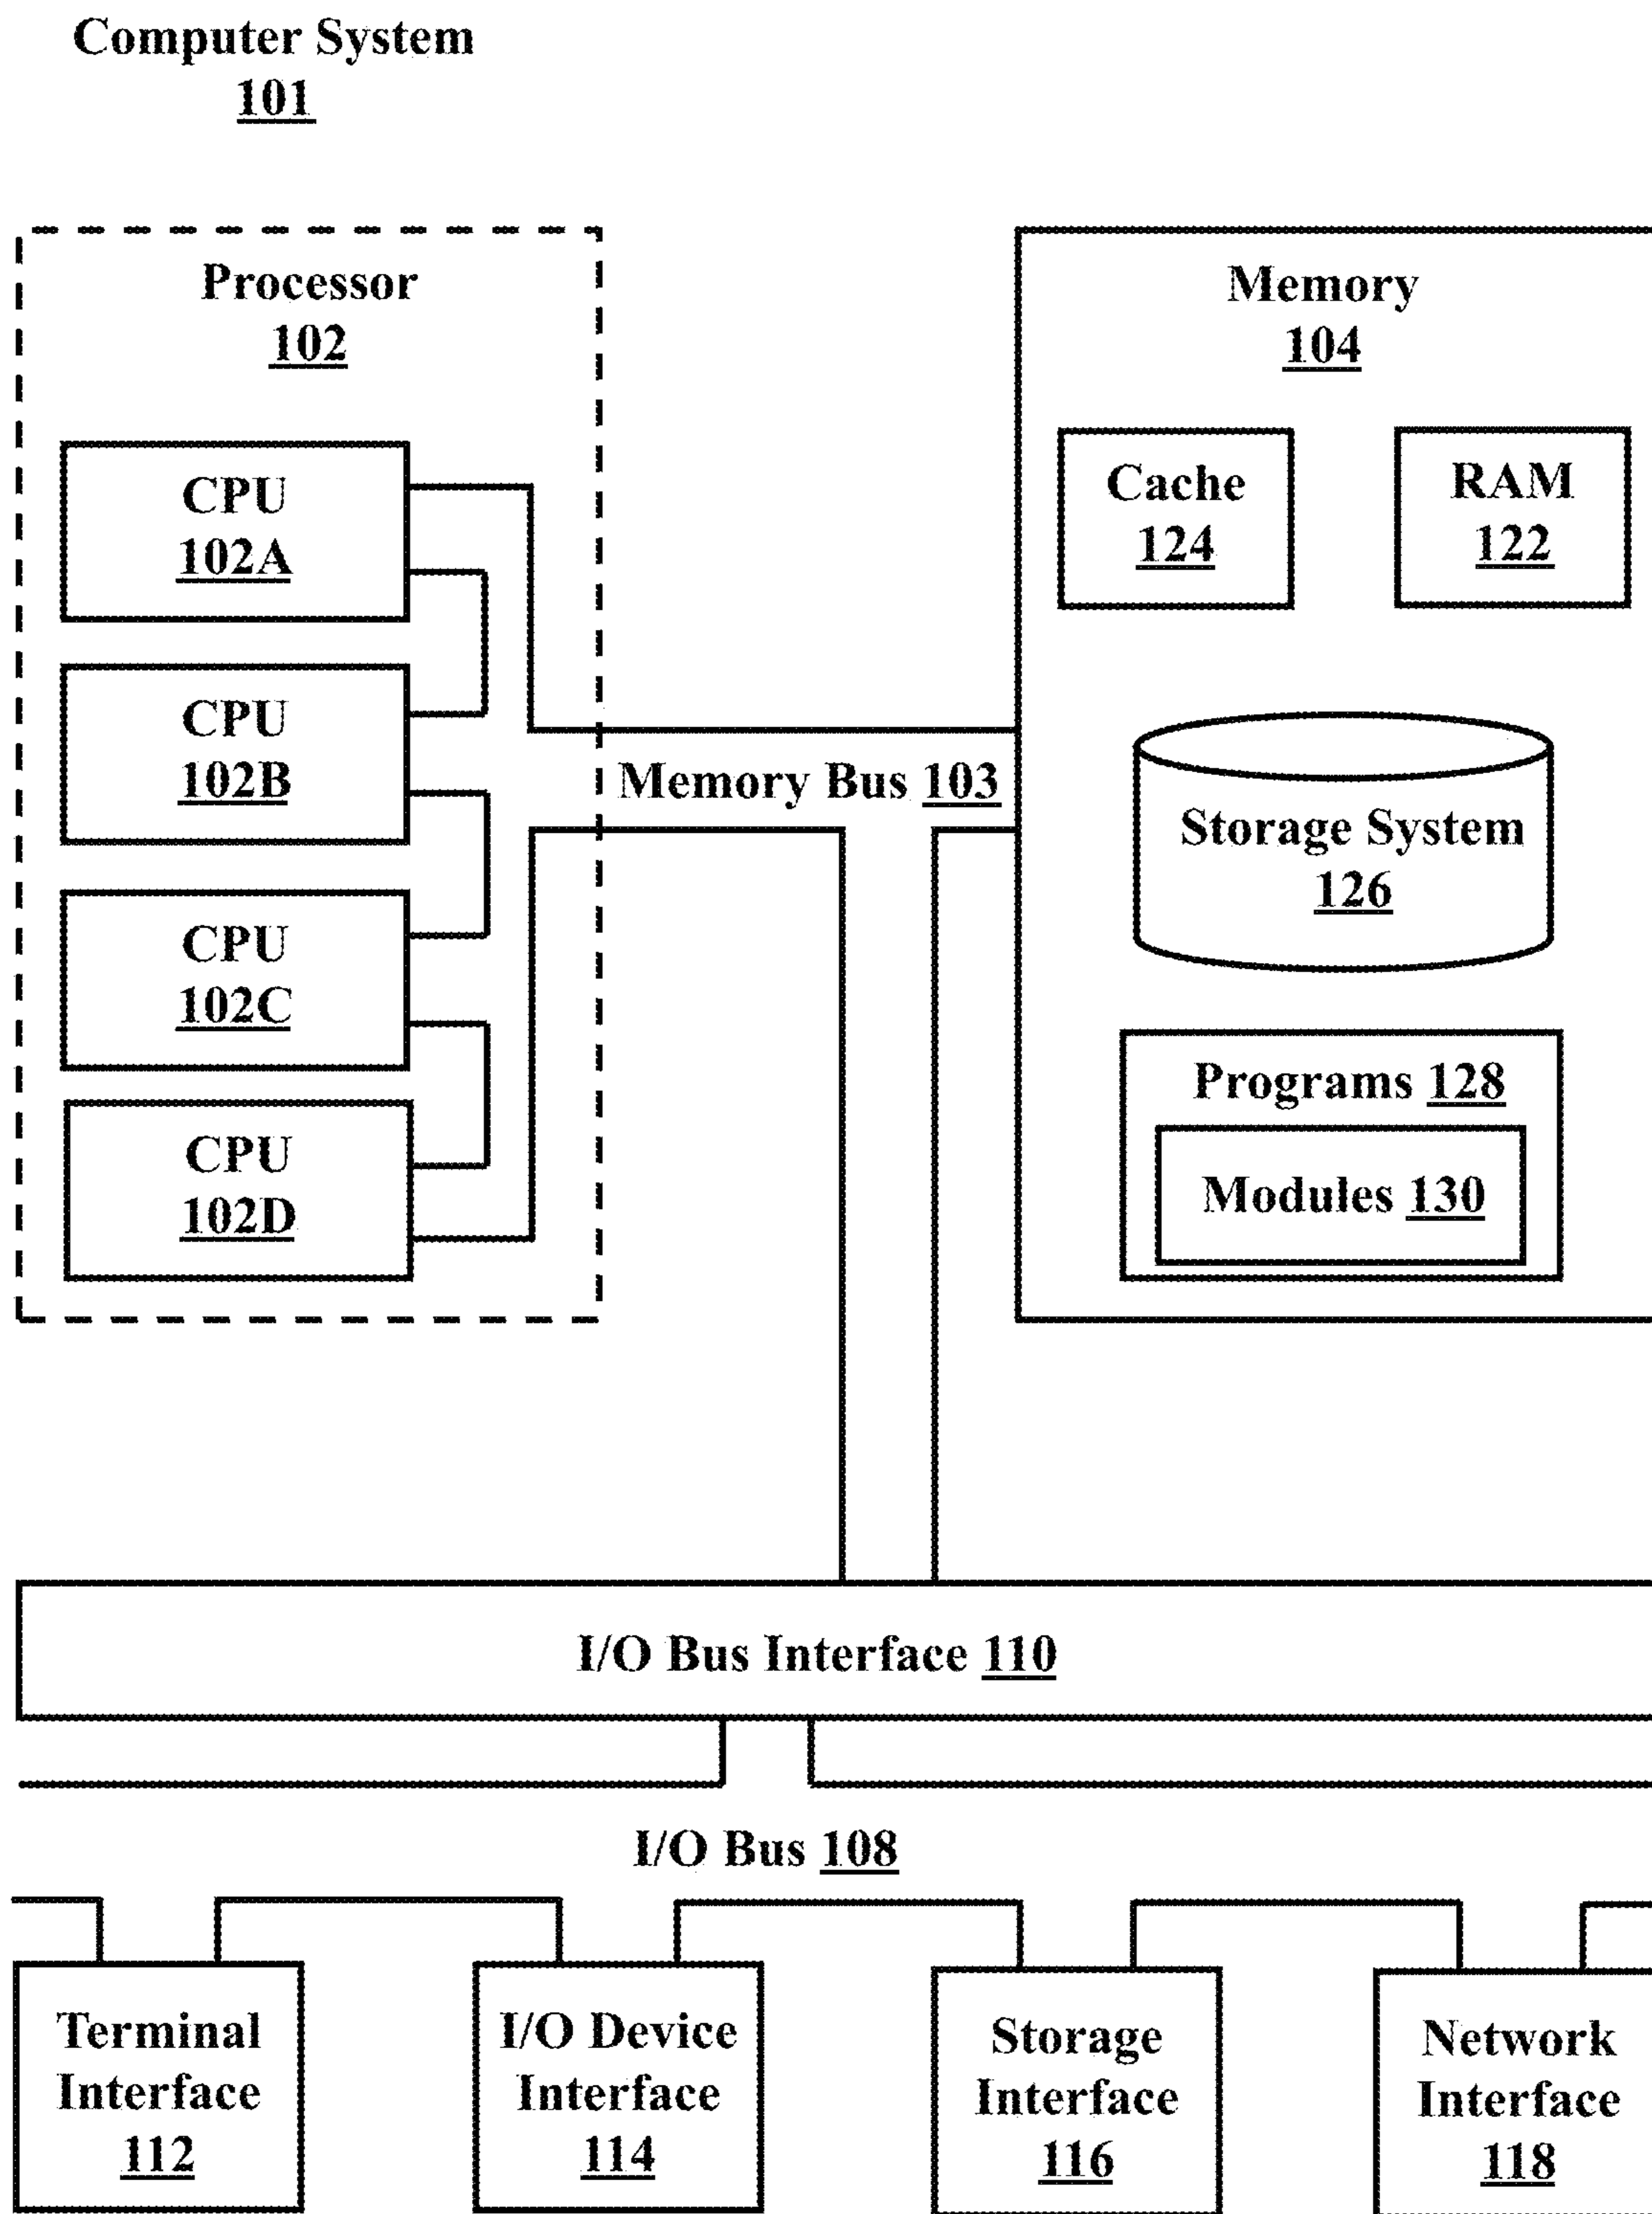 Computer System
101
Processor
102
CPU
102A
CPU
102B
CPU
102C
CPU
102D
Memory Bus 103
Memory
104
Cache
124
RAM
122
Storage System
126
Programs 128
Modules 130
I/O Bus Interface 110
I/O Bus 108
Terminal
Interface
112
I/O Device
Interface
114
Storage
Interface
116
Network
Interface
118